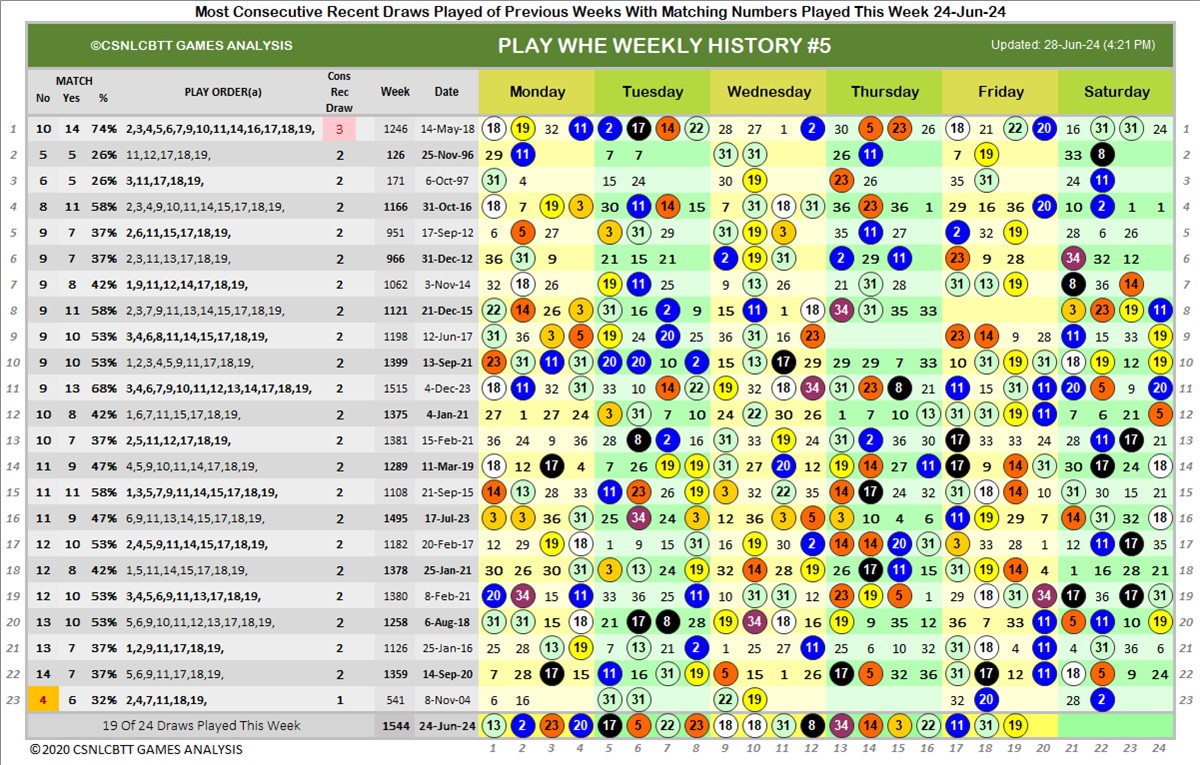 Most Consecutive Recent Draws Played of Previous Weeks With Matching Numbers Played This Week 24-Jun-24
©CSNLCBTT GAMES ANALYSIS PLAY WHE WEEKLY HISTORY #5 Updated: 28-Jun-24 (4:21 PM)
MATCH Cons
No Yes % PLAY ORDER(a) Rec Week Date Monday Tuesday Wednesday Thursday Friday Saturday
Draw
1 10 14 74% 2,3,4,5,6,7,9,10,11,14,16,17,18,19, 3 1246 14-May-18 18 19 32 11 2 17 14 22 28 27 1 2 30 5 23 26 18 21 22 20 16 31 31 24 1
2 5 5 26% 11,12,17,18,19, 2 126 25-Nov-96 29 11 7 7 31 31 26 11 7 19 33 8 2
3 6 5 26% 3,11,17,18,19, 2 171 6-Oct-97 31 4 15 24 30 19 23 26 35 31 24 11 3
4 8 11 58% 2,3,4,9,10,11,14,15,17,18,19, 2 1166 31-Oct-16 18 7 19 3 30 11 14 15 7 31 18 31 36 23 36 1 29 16 36 20 10 2 1 1 4
5 9 7 37% 2,6,11,15,17,18,19, 2 951 17-Sep-12 6 5 27 3 31 29 31 19 3 35 11 27 2 32 19 28 6 26 5
6 9 7 37% 2,3,11,13,17,18,19, 2 966 31-Dec-12 36 31 9 21 15 21 2 19 31 2 29 11 23 9 28 34 32 12 6
7 9 8 42% 1,9,11,12,14,17,18,19, 2 1062 3-Nov-14 32 18 26 19 11 25 9 13 26 21 31 28 31 13 19 8 36 14 7
8 9 11 58% 2,3,7,9,11,13,14,15,17,18,19, 2 1121 21-Dec-15 22 14 26 3 31 16 2 9 15 11 1 18 34 31 35 33 3 23 19 11 8
9 9 10 53% 3,4,6,8,11,14,15,17,18,19, 2 1198 12-Jun-17 31 36 3 5 19 24 20 25 36 31 16 23 23 14 9 28 11 15 33 19 9
10 9 10 53% 1,2,3,4,5,9,11,17,18,19, 2 1399 13-Sep-21 23 31 11 31 20 20 10 2 10 13 17 29 29 29 7 33 10 31 19 31 18 19 12 19 10
11 9 13 68% 3,4,6,7,9,10,11,12,13,14,17,18,19, 2 1515 4-Dec-23 18 11 32 31 33 10 14 22 19 32 18 34 31 23 8 21 11 15 31 11 20 5 9 20 11
12 10 8 42% 1,6,7,11,15,17,18,19, 2 1375 4-Jan-21 27 1 27 24 3 31 7 10 24 22 30 26 1 7 10 13 31 31 19 11 7 6 21 5 12
13 10 7 37% 2,5,11,12,17,18,19, 2 1381 15-Feb-21 36 24 9 36 28 8 2 16 31 33 19 24 31 2 36 30 17 33 33 24 28 11 17 21 13
14 11 9 47% 4,5,9,10,11,14,17,18,19, 2 1289 11-Mar-19 18 12 17 4 7 26 19 19 31 27 20 12 19 14 27 11 17 9 14 31 30 17 24 18 14
15 11 11 58% 1,3,5,7,9,11,14,15,17,18,19, 2 1108 21-Sep-15 14 13 28 33 11 23 26 19 3 32 22 35 14 17 24 32 31 18 14 10 31 30 15 21 15
16 11 9 47% 6,9,11,13,14,15,17,18,19, 2 1495 17-Jul-23 3 3 36 31 25 34 24 3 12 36 3 5 3 10 4 6 11 19 29 7 14 31 32 18 16
17 12 10 53% 2,4,5,9,11,14,15,17,18,19, 2 1182 20-Feb-17 12 29 19 18 1 9 15 31 16 19 30 2 14 14 20 31 3 33 28 1 12 11 17 35 17
18 12 8 42% 1,5,11,14,15,17,18,19, 2 1378 25-Jan-21 30 26 30 31 3 13 24 19 32 14 28 19 26 17 11 15 31 19 14 4 1 16 28 21 18
19 12 10 53% 3,4,5,6,9,11,13,17,18,19, 2 1380 8-Feb-21 20 34 15 11 33 36 25 11 10 31 31 12 23 19 5 1 29 18 31 34 17 36 23 31 19
20 13 10 53% 5,6,9,10,11,12,13,17,18,19, 2 1258 6-Aug-18 31 31 15 18 21 17 8 28 19 34 18 16 19 9 35 12 36 7 33 11 5 11 10 19 20
21 13 7 37% 1,2,9,11,17,18,19, 2 1126 25-Jan-16 25 28 13 19 7 13 21 2 1 25 27 11 25 6 10 32 31 18 4 11 4 31 36 6 21
22 14 7 37% 5,6,9,11,17,18,19, 2 1359 14-Sep-20 7 28 17 15 11 16 31 19 5 15 5 22 17 5 24 36 31 17 12 11 18 5 9 24 22
23 4 6 32% 2,4,7,11,18,19, 1 541 8-Nov-04 6 16 31 31 22 19 32 20 28 2 23
19 Of 24 Draws Played This Week 1544 24-Jun-24 13 2 23 20 17 5 22 23 18 18 31 8 34 14 3 22 11 31 19
© 2020 CSNLCBTT GAMES ANALYSIS 1 2 3 4 5 6 7 8 9 10 11 12 13 14 15 16 17 18 19 20 21 22 23 24